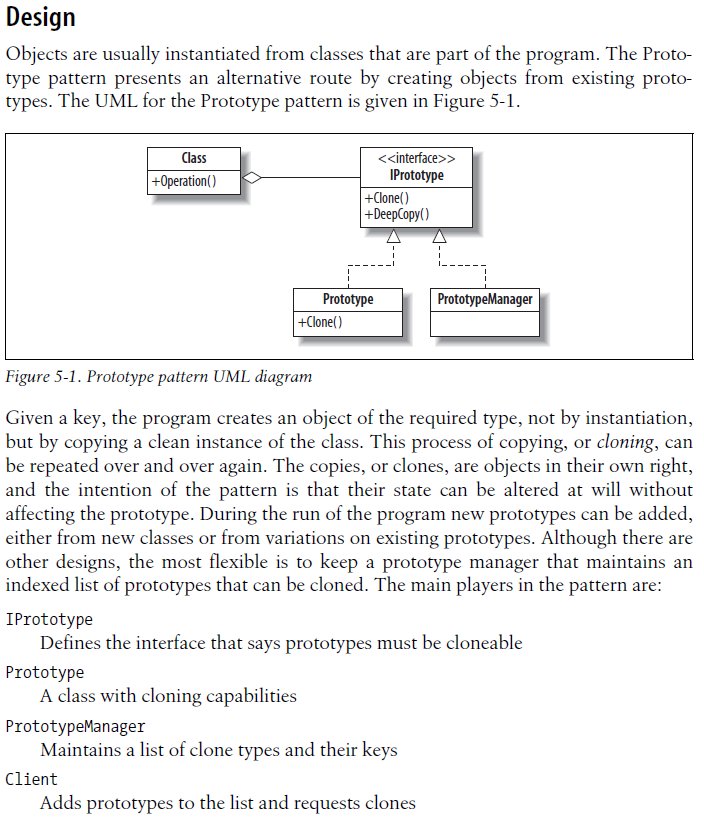 Design
Objects are usually instantiated from classes that are part of the program. The Proto-
type pattern presents an alternative route by creating objects from existing proto-
types. The UML for the Prototype pattern is given in Figure 5-1.
Class
+Operation()
<<interface>>
IPrototype
+Clone()
+DeepCopy()
Prototype
+Clone()
PrototypeManager
Figure 5-1. Prototype pattern UML diagram
Given a key, the program creates an object of the required type, not by instantiation,
but by copying a clean instance of the class. This process of copying, or cloning, can
be repeated over and over again. The copies, or clones, are objects in their own right,
and the intention of the pattern is that their state can be altered at will without
affecting the prototype. During the run of the program new prototypes can be added,
either from new classes or from variations on existing prototypes. Although there are
other designs, the most flexible is to keep a prototype manager that maintains an
indexed list of prototypes that can be cloned. The main players in the pattern are:
IPrototype
Defines the interface that says prototypes must be cloneable
Prototype
A class with cloning capabilities
PrototypeManager
Maintains a list of clone types and their keys
Client
Adds prototypes to the list and requests clones